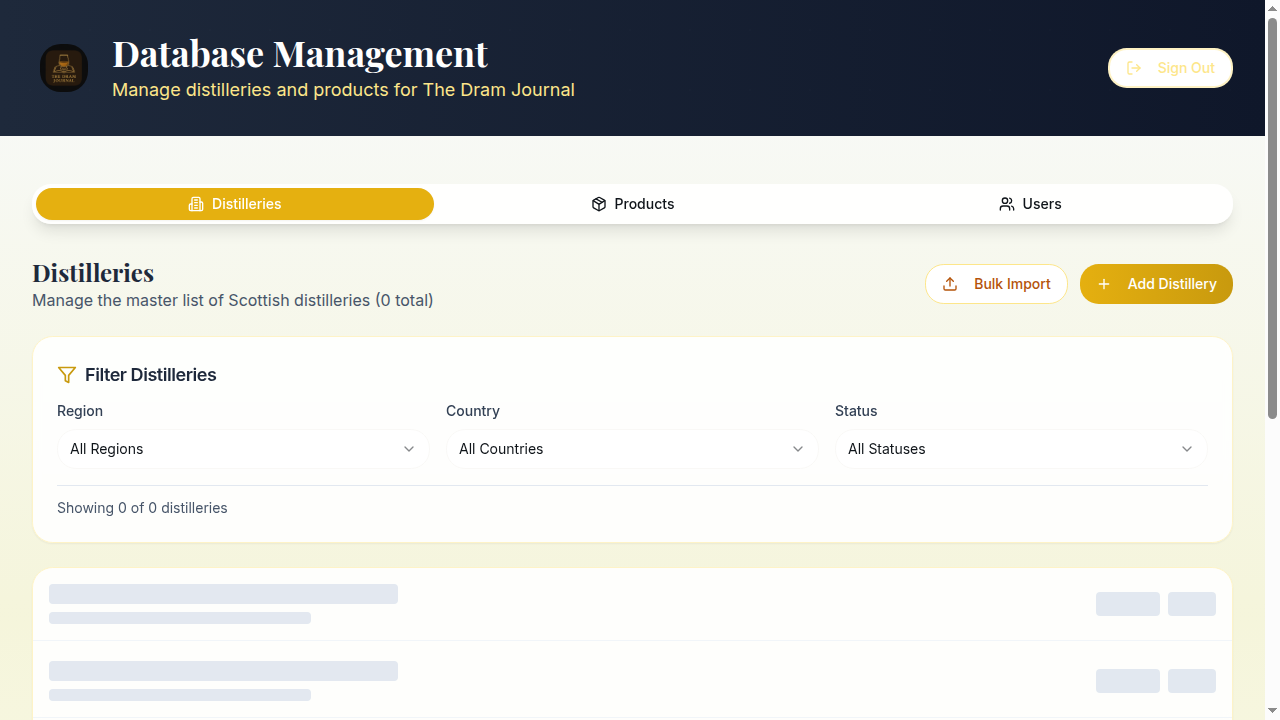 THE DRAM
JOURNAL
Database Management
Manage distilleries and products for The Dram Journal
Sign Out
Distilleries
Products
Users
Distilleries
Manage the master list of Scottish distilleries (0 total)
Bulk Import
Add Distillery
Filter Distilleries
Region
Country
Status
All Regions
All Countries
All Statuses
Showing 0 of 0 distilleries